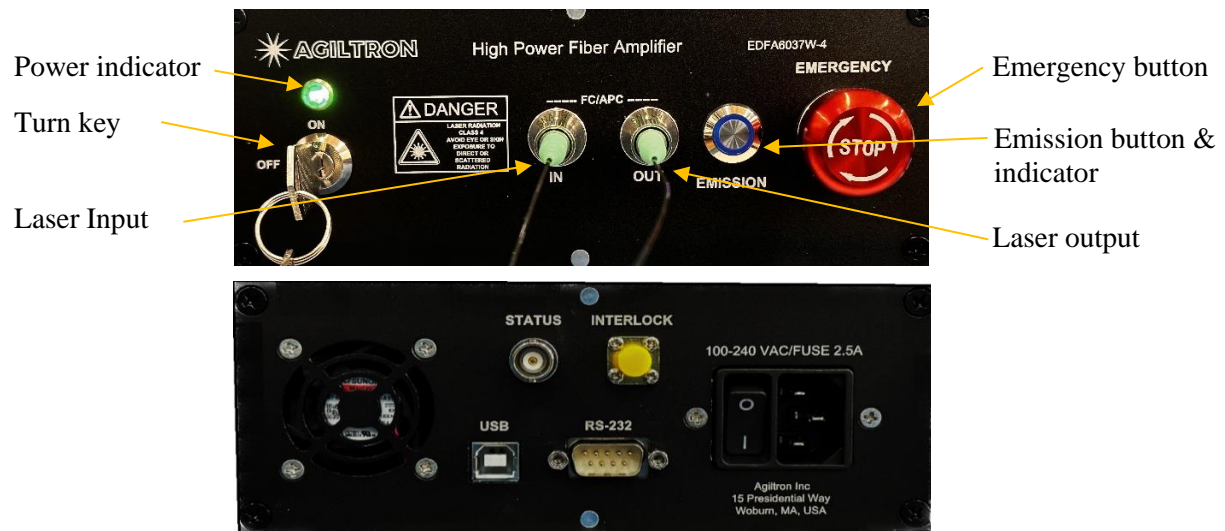 Power indicator
Turn key
Laser Input
Emergency button
Emission button &
indicator
Laser output
AGILTRON
High Power Fiber Amplifier
EDFA6037W-4
EMERGENCY
ON
OFF
DANGER
LASER RADIATION
CLASS 4
AVOID EYE OR SKIN
EXPOSURE TO
DIRECT OR
SCATTERED
RADIATION
FC/APC
IN
OUT
EMISSION
STOP
STATUS
INTERLOCK
100-240 VAC/FUSE 2.5A
USB
RS-232
O
I
Agiltron Inc
15 Presidential Way
Woburn, MA, USA